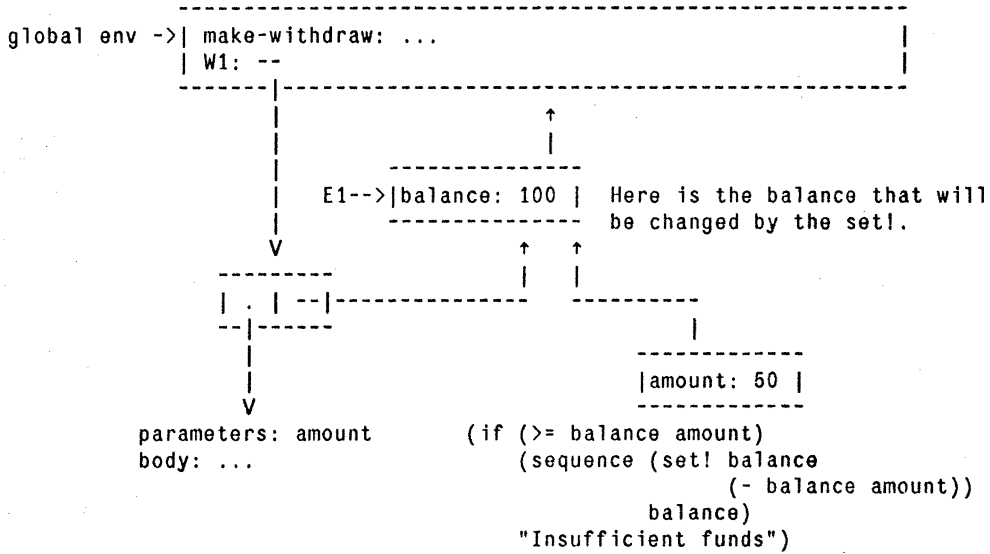 global env ->| make-withdraw: ... |
| W1: -- |
E1-->|balance: 100 | Here is the balance that will
be changed by the set!.
| . | --|
|amount: 50 |
parameters: amount (if (>= balance amount)
body: ... (sequence (set! balance
(- balance amount))
balance)
"Insufficient funds")